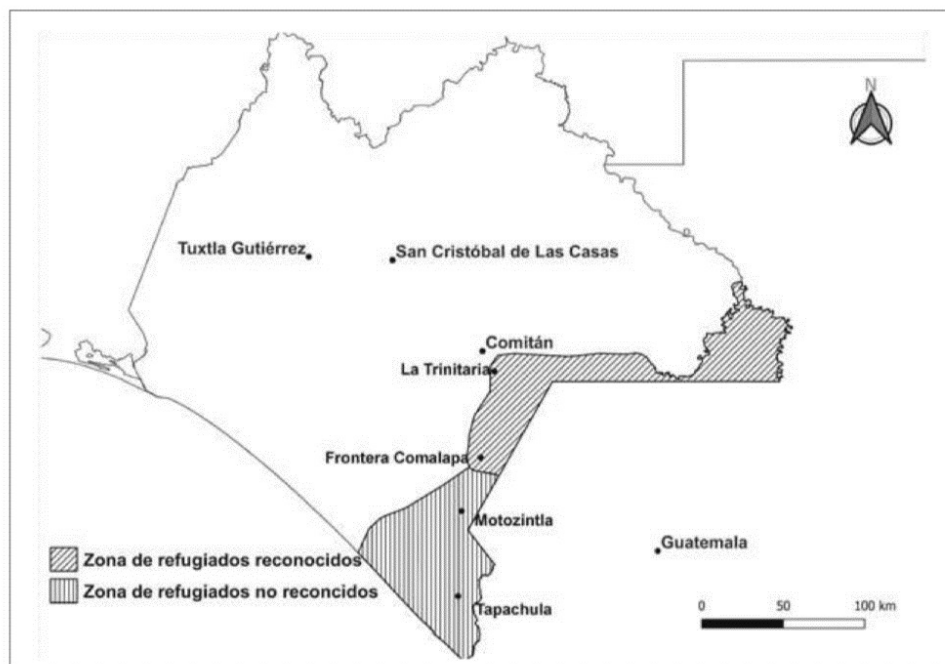 N
Tuxtla Gutiérrez
San Cristóbal de Las Casas
Comitán
La Trinitaria
Frontera Comalapa
Motozintla
Guatemala
Zona de refugiados reconocidos
Zona de refugiados no reconcidos
Tapachula
0 50 100 km